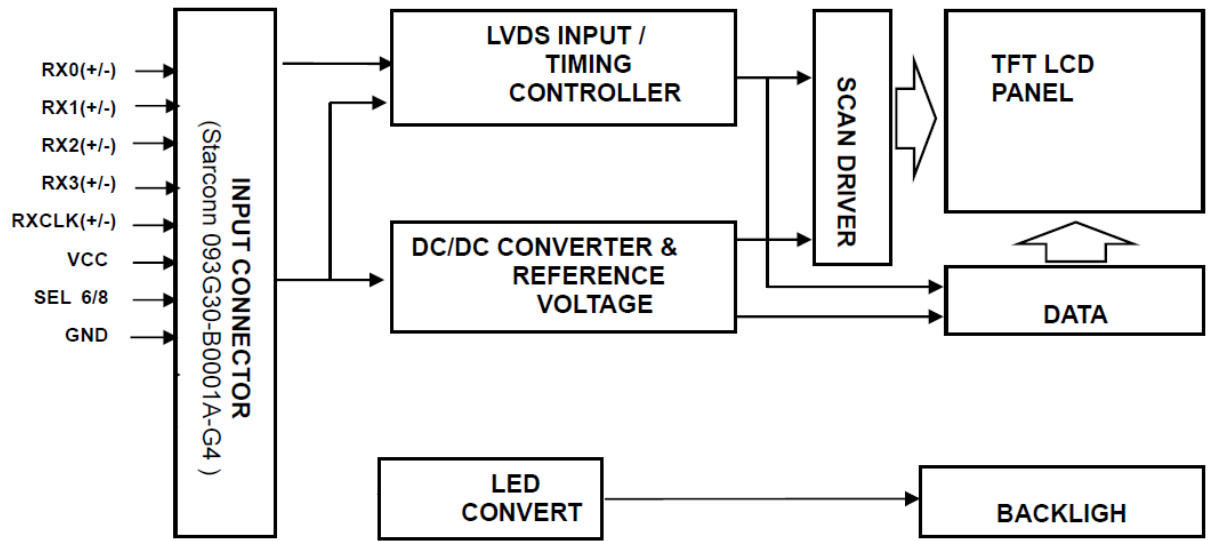 RX0(+/-)
RX1(+/-)
RX2(+/-)
RX3(+/-)
RXCLK(+/-)
VCC
SEL 6/8
GND
INPUT CONNECTOR
(Starconn 093G30-B0001A-G4 )
LVDS INPUT /
TIMING
CONTROLLER
DC/DC CONVERTER &
REFERENCE
VOLTAGE
LED
CONVERT
SCAN DRIVER
TFT LCD
PANEL
DATA
BACKLIGH